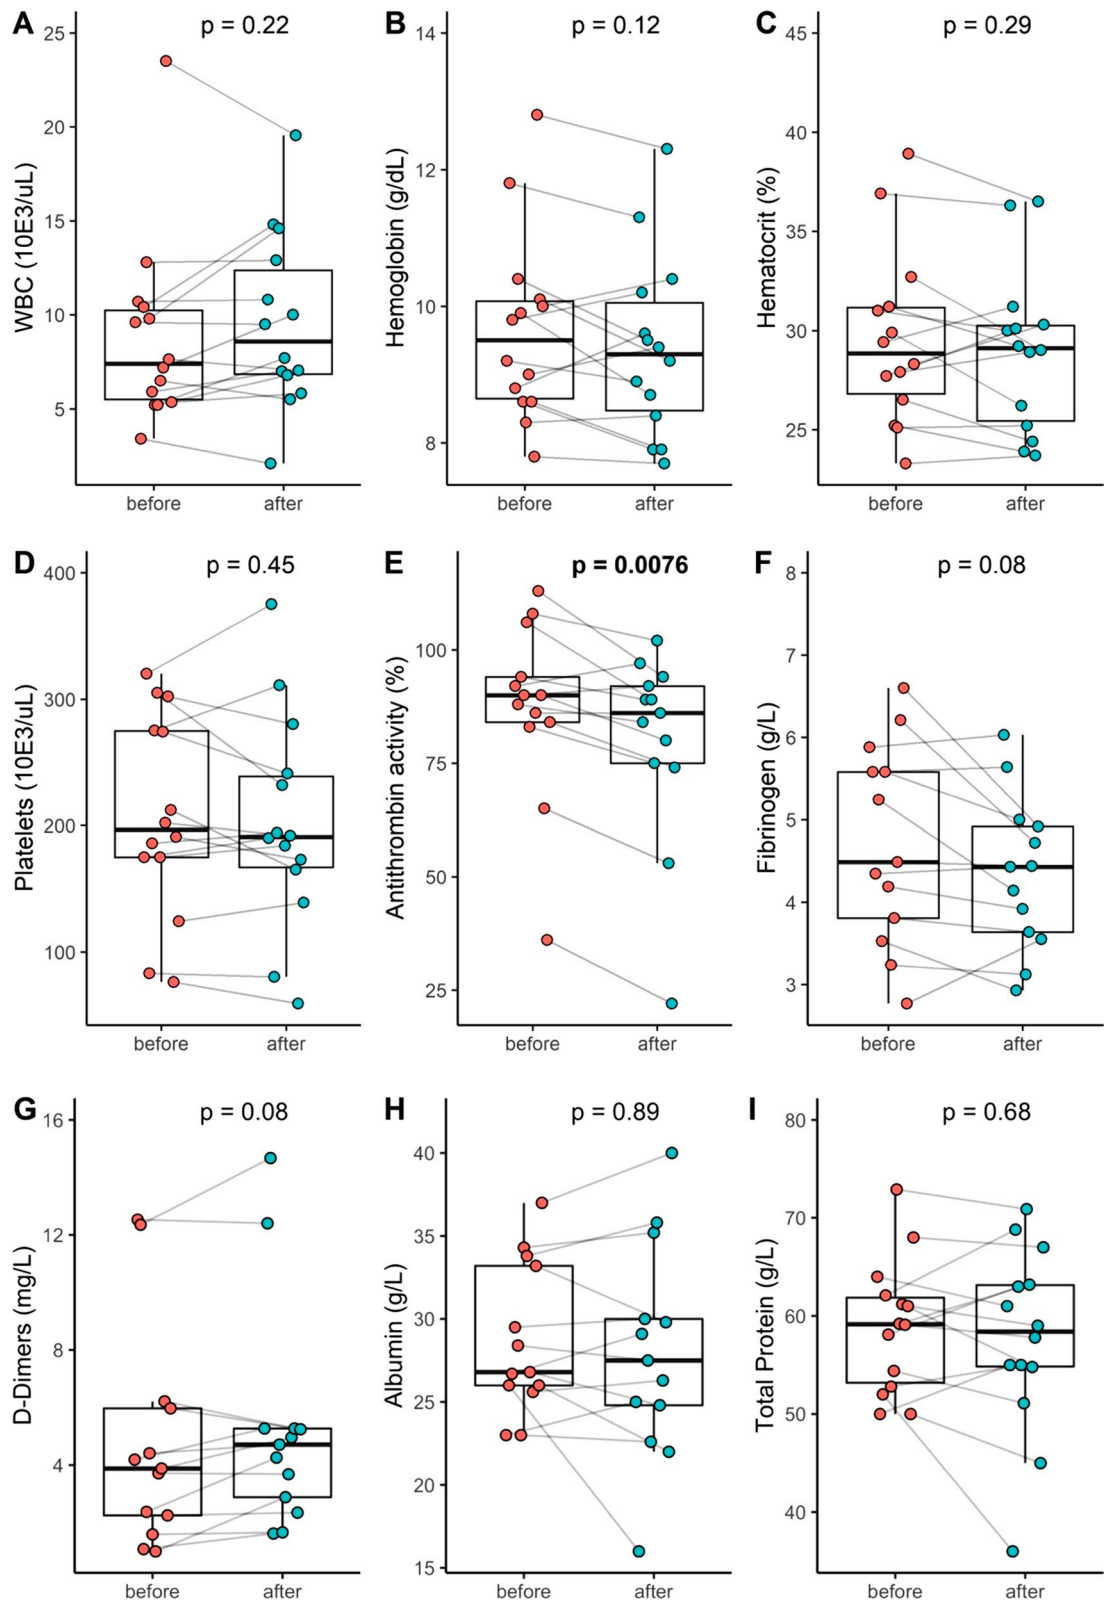 A p = 0.22
WBC (10E3/uL)
25
20
15
10
5
before after
B p = 0.12
Hemoglobin (g/dL)
14
12
10
8
before after
C p = 0.29
Hematocrit (%)
45
40
35
30
25
before after
D p = 0.45
Platelets (10E3/uL)
400
300
200
100
before after
E p = 0.0076
Antithrombin activity (%)
100
75
50
25
before after
F p = 0.08
Fibrinogen (g/L)
8
7
6
5
4
3
before after
G p = 0.08
D-Dimers (mg/L)
16
12
8
4
before after
H p = 0.89
Albumin (g/L)
40
35
30
25
20
15
before after
I p = 0.68
Total Protein (g/L)
80
70
60
50
40
before after